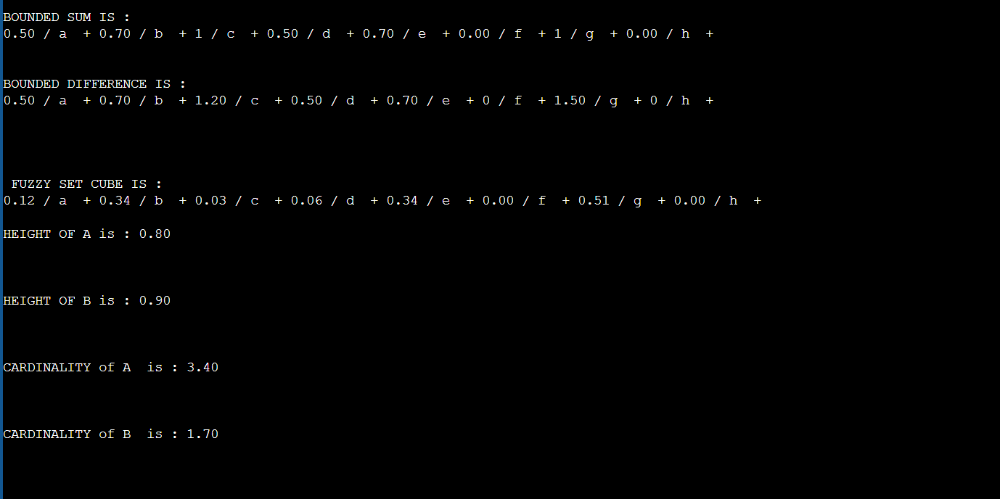 BOUNDED SUM IS :
0.50 / a  + 0.70 / b  + 1 / c  + 0.50 / d  + 0.70 / e  + 0.00 / f  + 1 / g  + 0.00 / h  +
BOUNDED DIFFERENCE IS :
0.50 / a  + 0.70 / b  + 1.20 / c  + 0.50 / d  + 0.70 / e  + 0 / f  + 1.50 / g  + 0 / h  +
FUZZY SET CUBE IS :
0.12 / a  + 0.34 / b  + 0.03 / c  + 0.06 / d  + 0.34 / e  + 0.00 / f  + 0.51 / g  + 0.00 / h  +
HEIGHT OF A is : 0.80
HEIGHT OF B is : 0.90
CARDINALITY of A  is : 3.40
CARDINALITY of B  is : 1.70